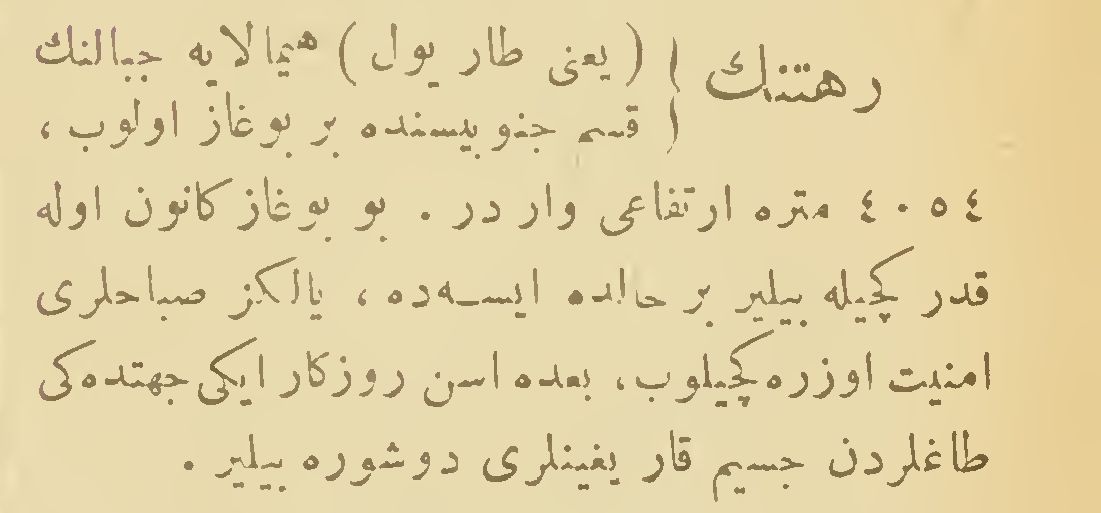 رهتنك { (يعنى طار يول) هيمالايه جبالنك
{ قسم جنوبيسنده بر بوغاز اولوب ،
٤٠٥٤ متره ارتفاعى وار در . بو بوغاز كانون اوله
قدر كچيله بيلير بر حالده ايسه‌ده ، يالكز صباحلرى
امنيت اوزره كچيلوب ، بعده اسن روزكار ايكى جهتده‌كى
طاغلردن جسيم قار يغينلرى دوشوره بيلير .